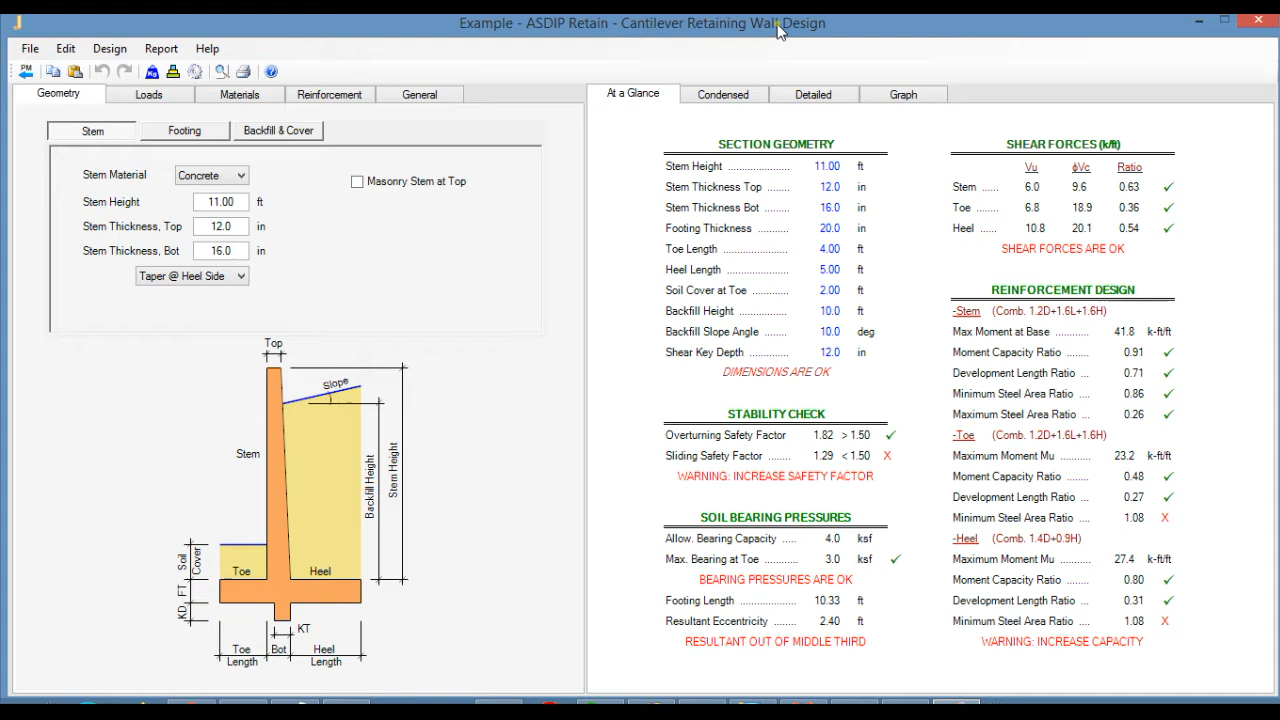 Example - ASDIP Retain - Cantilever Retaining Wall Design
File Edit Design Report Help
PM
Geometry Loads Materials Reinforcement General
Stem Footing Backfill & Cover
Stem Material Concrete
Masonry Stem at Top
Stem Height 11.00 ft
Stem Thickness, Top 12.0 in
Stem Thickness, Bot 16.0 in
Taper @ Heel Side
Top
Slope
Stem
Backfill Height
Stem Height
Soil Cover
Toe
Heel
FT
KD
KT
Toe Length
Bot
Heel Length
At a Glance Condensed Detailed Graph
SECTION GEOMETRY
Stem Height ..................... 11.00 ft
Stem Thickness Top ........ 12.0 in
Stem Thickness Bot ......... 16.0 in
Footing Thickness ........... 20.0 in
Toe Length ...................... 4.00 ft
Heel Length ..................... 5.00 ft
Soil Cover at Toe ............ 2.00 ft
Backfill Height ................. 10.0 ft
Backfill Slope Angle ....... 10.0 deg
Shear Key Depth ............. 12.0 in
DIMENSIONS ARE OK
STABILITY CHECK
Overturning Safety Factor 1.82 > 1.50 ✓
Sliding Safety Factor ........ 1.29 < 1.50 X
WARNING: INCREASE SAFETY FACTOR
SOIL BEARING PRESSURES
Allow. Bearing Capacity ..... 4.0 ksf
Max. Bearing at Toe ........... 3.0 ksf ✓
BEARING PRESSURES ARE OK
Footing Length .................... 10.33 ft
Resultant Eccentricity ........ 2.40 ft
RESULTANT OUT OF MIDDLE THIRD
SHEAR FORCES (k/ft)
Vu ϕVc Ratio
Stem ...... 6.0 9.6 0.63 ✓
Toe ........ 6.8 18.9 0.36 ✓
Heel ....... 10.8 20.1 0.54 ✓
SHEAR FORCES ARE OK
REINFORCEMENT DESIGN
-Stem (Comb. 1.2D+1.6L+1.6H)
Max Moment at Base ............ 41.8 k-ft/ft
Moment Capacity Ratio ........ 0.91 ✓
Development Length Ratio ... 0.71 ✓
Minimum Steel Area Ratio .... 0.86 ✓
Maximum Steel Area Ratio ... 0.26 ✓
-Toe (Comb. 1.2D+1.6L+1.6H)
Maximum Moment Mu ........... 23.2 k-ft/ft
Moment Capacity Ratio ........ 0.48 ✓
Development Length Ratio ... 0.27 ✓
Minimum Steel Area Ratio .... 1.08 X
-Heel (Comb. 1.4D+0.9H)
Maximum Moment Mu ........... 27.4 k-ft/ft
Moment Capacity Ratio ........ 0.80 ✓
Development Length Ratio ... 0.31 ✓
Minimum Steel Area Ratio .... 1.08 X
WARNING: INCREASE CAPACITY